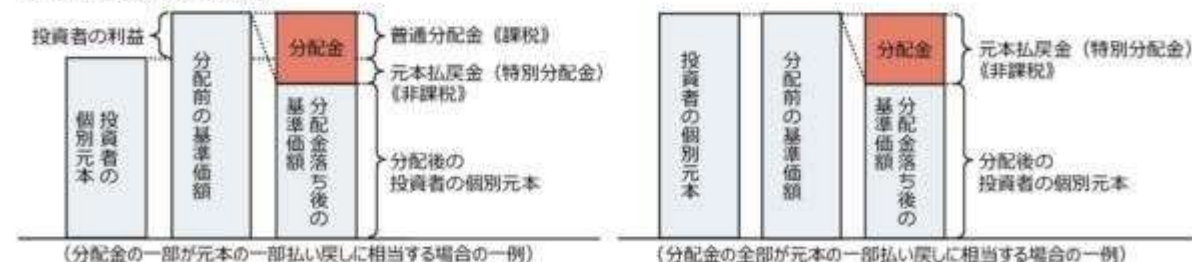 投資者の利益
投資者の
個別元本
分配前の基準価額
分配金
普通分配金《課税》
元本払戻金（特別分配金）
《非課税》
分配金落ち後の
基準価額
分配後の
投資者の個別元本
（分配金の一部が元本の一部払い戻しに相当する場合の一例）
投資者の個別元本
分配前の基準価額
分配金
元本払戻金（特別分配金）
《非課税》
分配金落ち後の
基準価額
分配後の
投資者の個別元本
（分配金の全部が元本の一部払い戻しに相当する場合の一例）